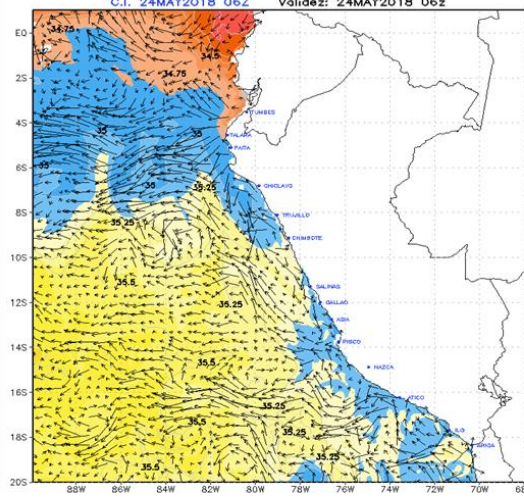 C.I. 24MAY2018 06Z Validez: 24MAY2018 06z
E0
34.75
34.5
2S
34.75
TUMBES
4S
35
35
TALARA
PAITA
35
6S
35
35.25
CHICLAYO
8S
35.25
TRUJILLO
CHIMBOTE
10S
35.5
SALINAS
12S
35.25
CALLAO
ASIA
PISCO
14S
35.5
NAZCA
16S
35.25
ATICO
35.5
35.25
ILO
18S
35.25
ARICA
35.5
20S
88W 86W 84W 82W 80W 78W 76W 74W 72W 70W